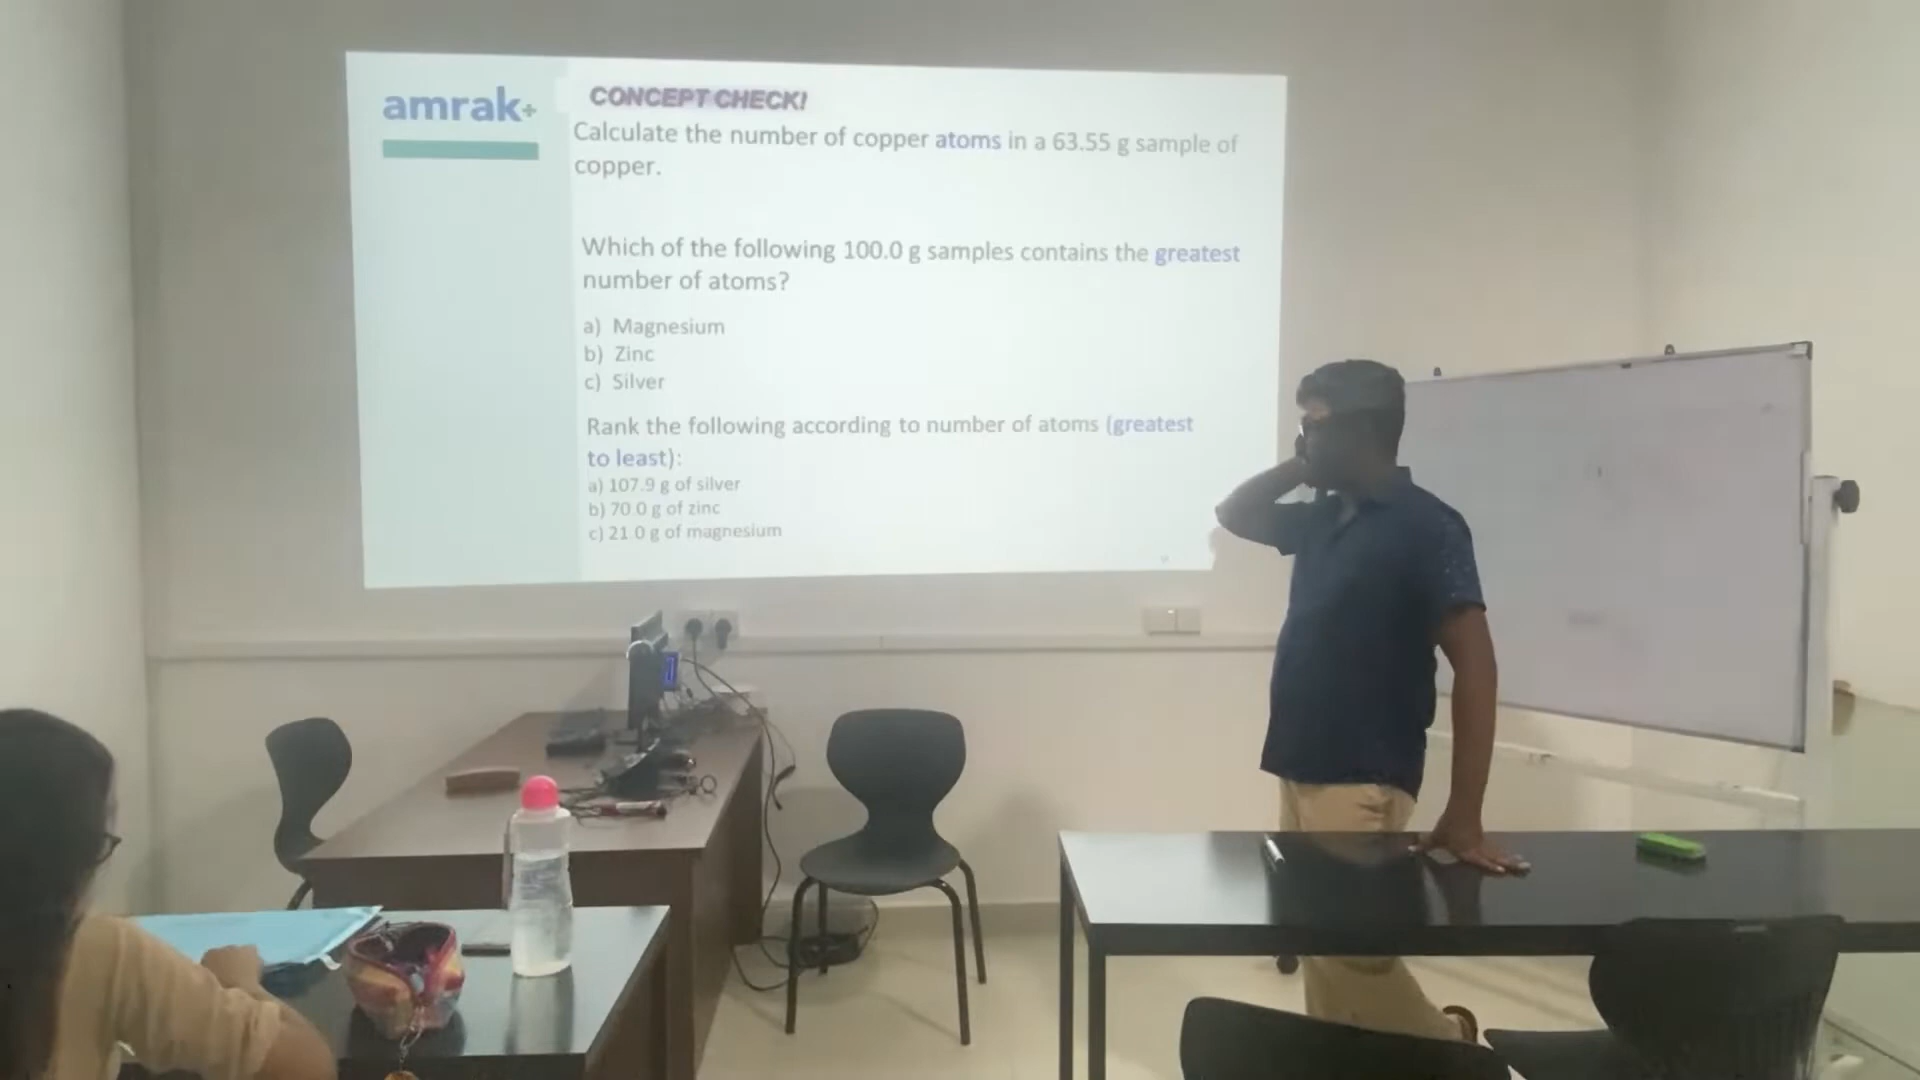 amrak+
CONCEPT CHECK!
Calculate the number of copper atoms in a 63.55 g sample of
copper.
Which of the following 100.0 g samples contains the greatest
number of atoms?
a) Magnesium
b) Zinc
c) Silver
Rank the following according to number of atoms (greatest
to least):
a) 107.9 g of silver
b) 70.0 g of zinc
c) 21.0 g of magnesium